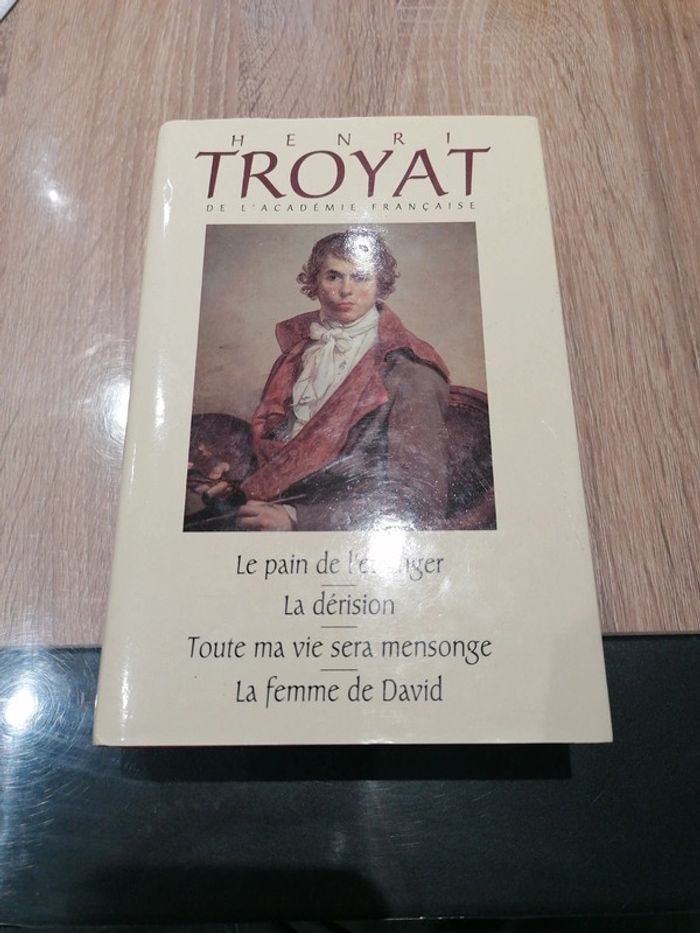 HENRI
TROYAT
DE L'ACADÉMIE FRANÇAISE
Le pain de l'étranger
La dérision
Toute ma vie sera mensonge
La femme de David